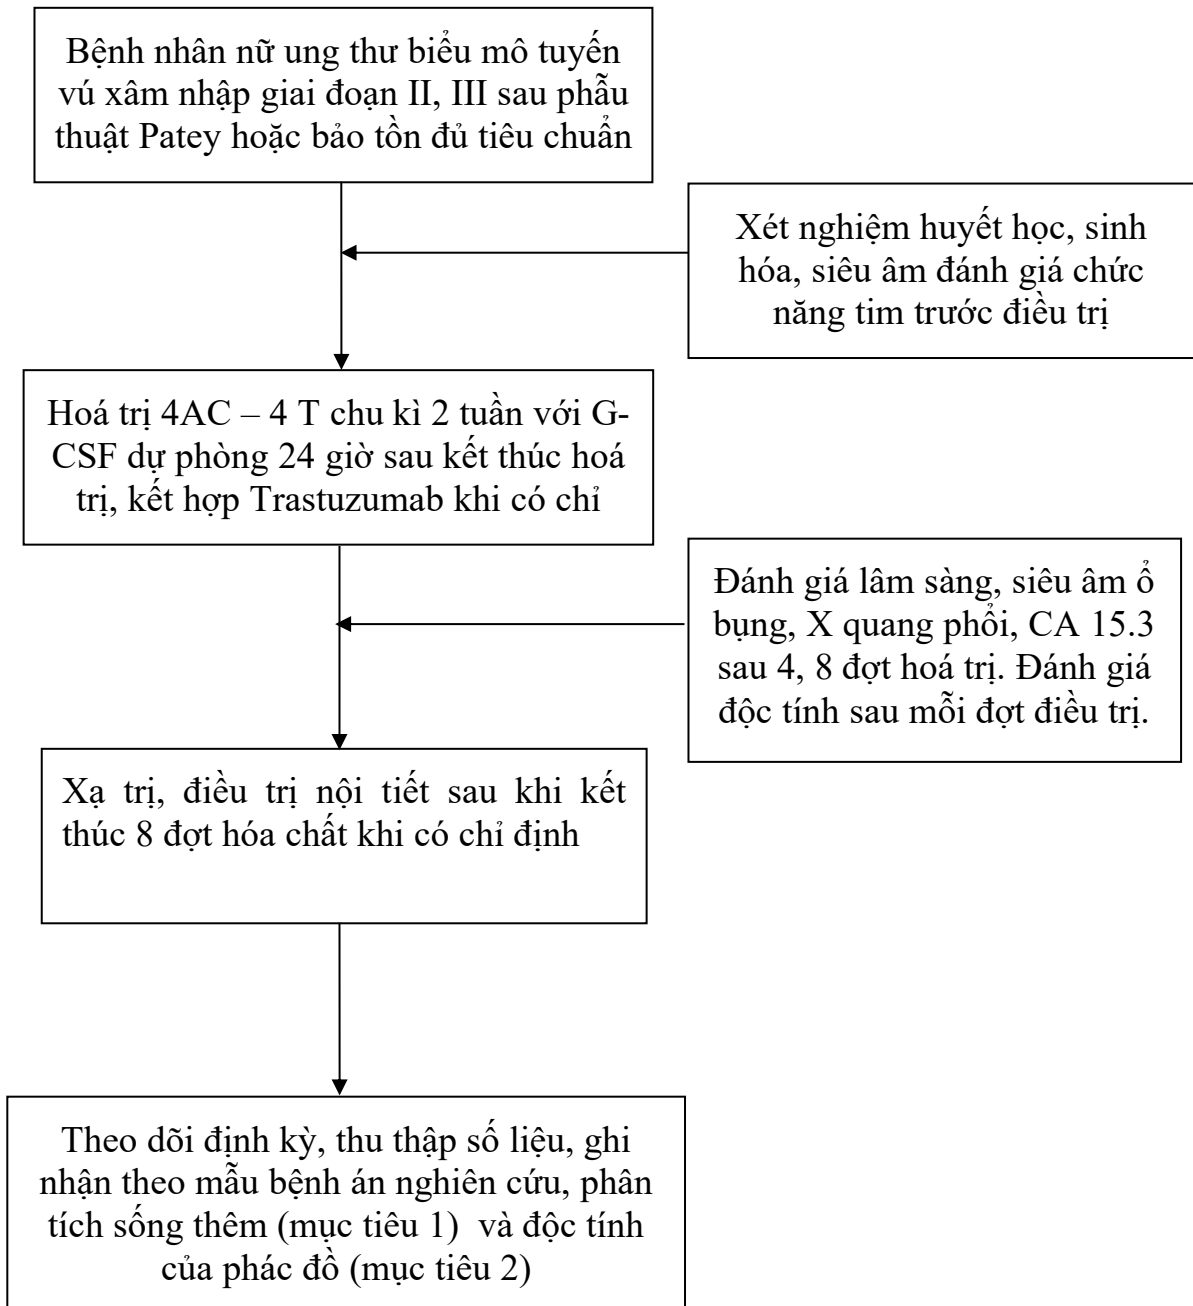 Bệnh nhân nữ ung thư biểu mô tuyến
vú xâm nhập giai đoạn II, III sau phẫu
thuật Patey hoặc bảo tồn đủ tiêu chuẩn
Xét nghiệm huyết học, sinh
hóa, siêu âm đánh giá chức
năng tim trước điều trị
Hoá trị 4AC – 4 T chu kì 2 tuần với G-
CSF dự phòng 24 giờ sau kết thúc hoá
trị, kết hợp Trastuzumab khi có chỉ
Đánh giá lâm sàng, siêu âm ổ
bụng, X quang phổi, CA 15.3
sau 4, 8 đợt hoá trị. Đánh giá
độc tính sau mỗi đợt điều trị.
Xạ trị, điều trị nội tiết sau khi kết
thúc 8 đợt hóa chất khi có chỉ định
Theo dõi định kỳ, thu thập số liệu, ghi
nhận theo mẫu bệnh án nghiên cứu, phân
tích sống thêm (mục tiêu 1) và độc tính
của phác đồ (mục tiêu 2)